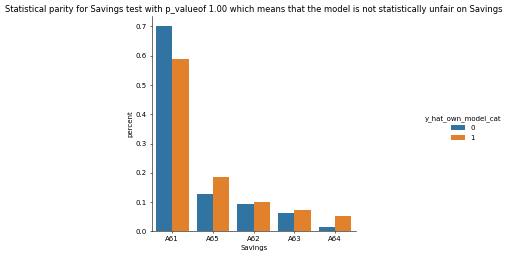 Statistical parity for Savings test with p_valueof 1.00 which means that the model is not statistically unfair on Savings
0.7
0.6
0.5
0.4
0.3
0.2
0.1
0.0
percent
A61 A65 A62 A63 A64
Savings
y_hat_own_model_cat
0
1